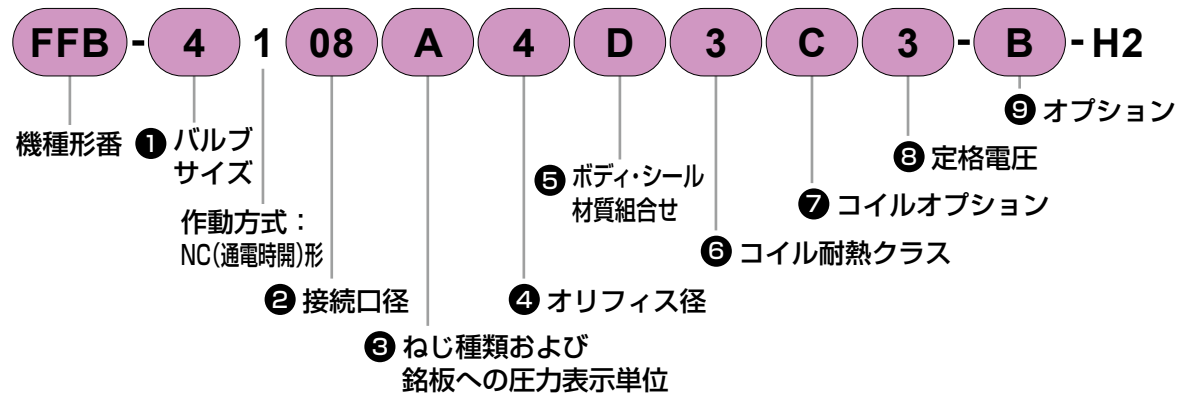 FFB - 4 1 08 A 4 D 3 C 3 - B - H2
機種形番
❶ バルブ
サイズ
作動方式：
NC(通電時開)形
❷ 接続口径
❸ ねじ種類および
銘板への圧力表示単位
❹ オリフィス径
❺ ボディ・シール
材質組合せ
❻ コイル耐熱クラス
❼ コイルオプション
❽ 定格電圧
❾ オプション